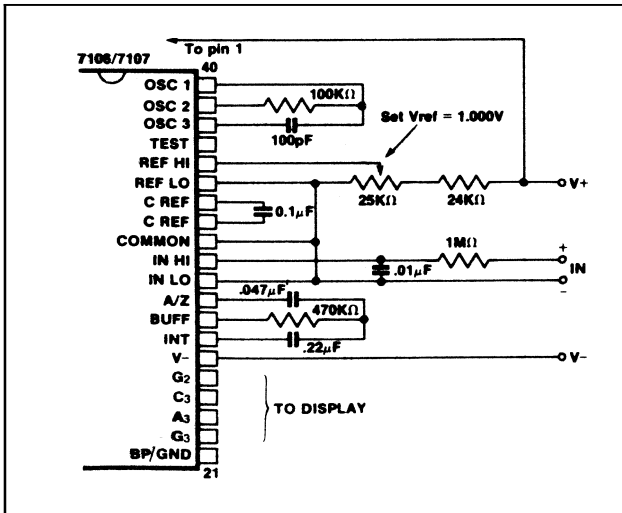 To pin 1
7106/7107
40
OSC 1
100KΩ
OSC 2
Set Vref = 1.000V
OSC 3
100pF
TEST
REF HI
REF LO
V+
25KΩ
24KΩ
C REF
0.1µF
C REF
COMMON
1MΩ
+
IN HI
.01µF
IN
IN LO
-
.047µF
A/Z
BUFF
470KΩ
INT
.22µF
V−
V−
G2
C3
TO DISPLAY
A3
G3
BP/GND
21